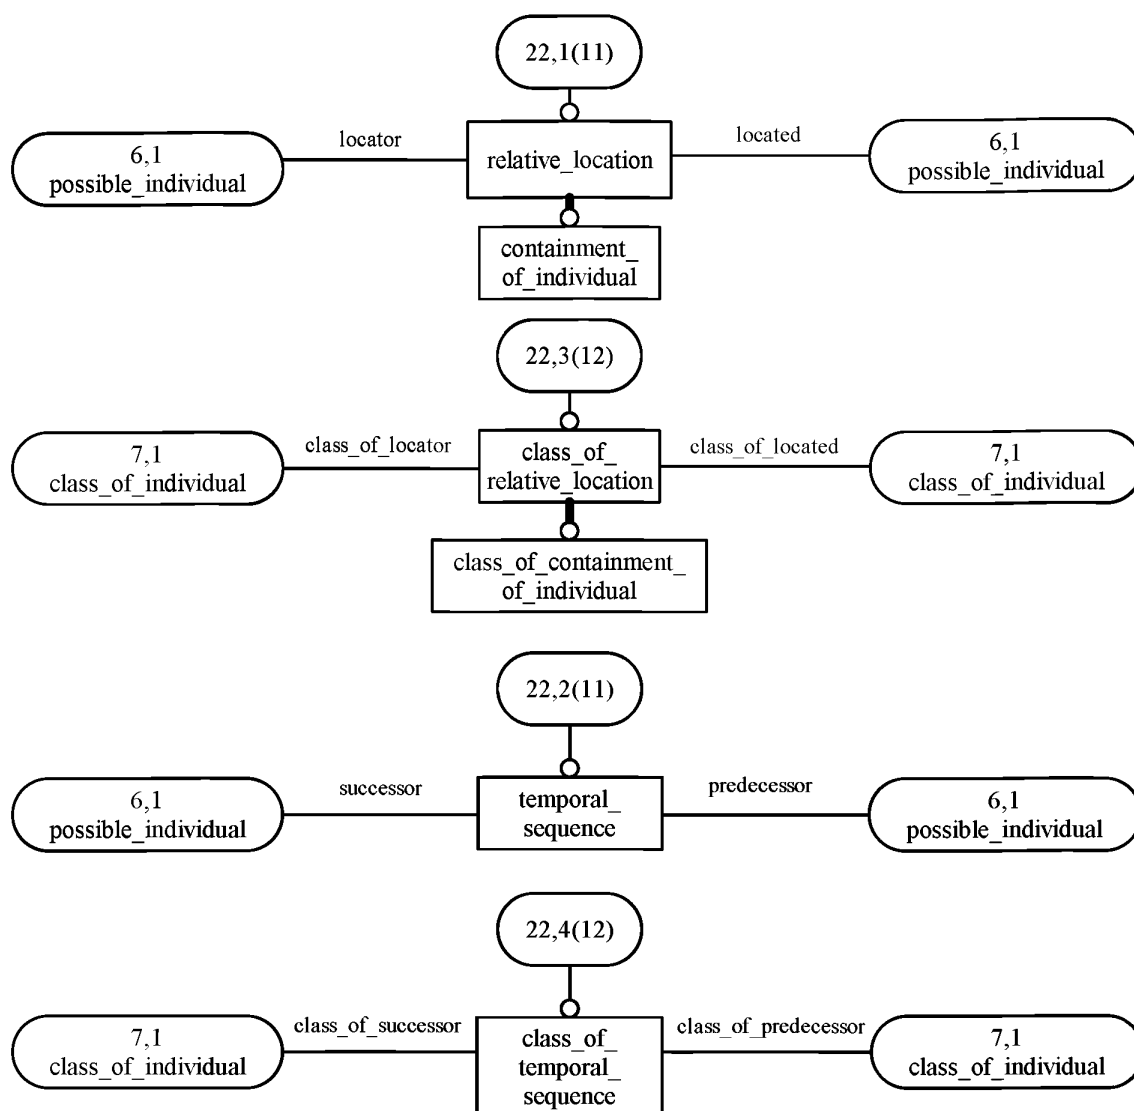 22,1(11)
locator
located
6,1
possible_individual
relative_location
6,1
possible_individual
containment_
of_individual
22,3(12)
class_of_locator
class_of_located
7,1
class_of_individual
class_of_
relative_location
7,1
class_of_individual
class_of_containment_
of_individual
22,2(11)
successor
predecessor
6,1
possible_individual
temporal_
sequence
6,1
possible_individual
22,4(12)
class_of_successor
class_of_predecessor
7,1
class_of_individual
class_of_
temporal_
sequence
7,1
class_of_individual